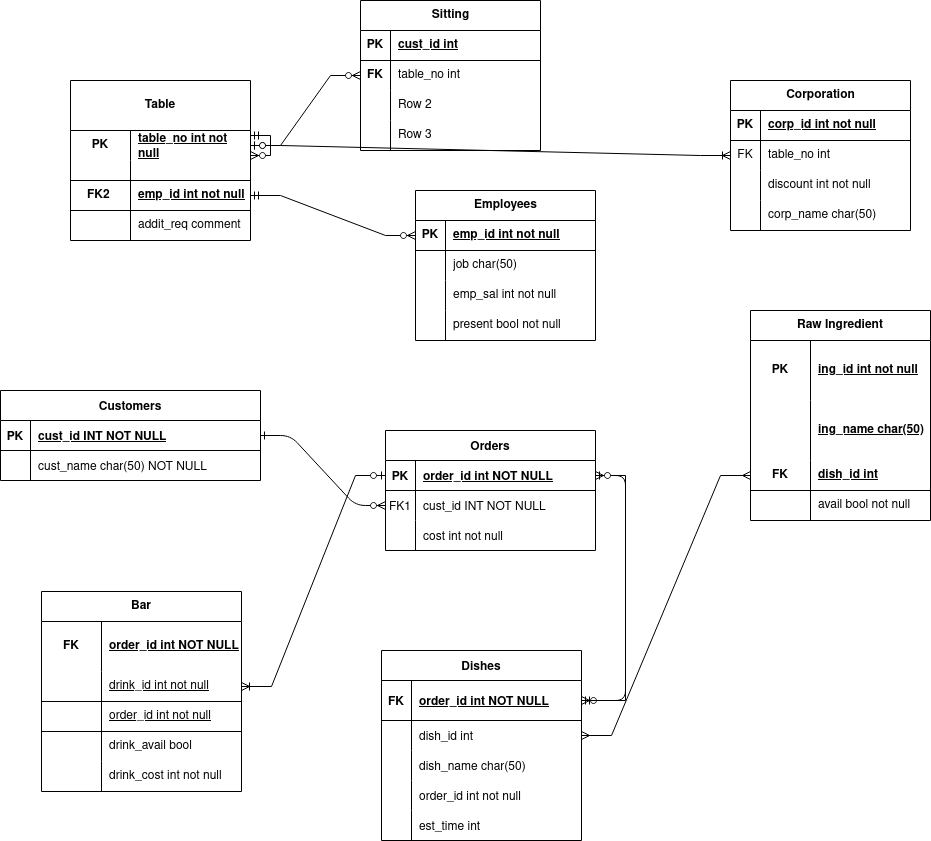 Sitting
PK cust_id int
FK table_no int
Row 2
Row 3
Table
PK table_no int not
null
FK2 emp_id int not null
addit_req comment
Corporation
PK corp_id int not null
FK table_no int
discount int not null
corp_name char(50)
Employees
PK emp_id int not null
job char(50)
emp_sal int not null
present bool not null
Raw Ingredient
PK ing_id int not null
ing_name char(50)
FK dish_id int
avail bool not null
Customers
PK cust_id INT NOT NULL
cust_name char(50) NOT NULL
Orders
PK order_id int NOT NULL
FK1 cust_id INT NOT NULL
cost int not null
Bar
FK order_id int NOT NULL
drink_id int not null
order_id int not null
drink_avail bool
drink_cost int not null
Dishes
FK order_id int NOT NULL
dish_id int
dish_name char(50)
order_id int not null
est_time int